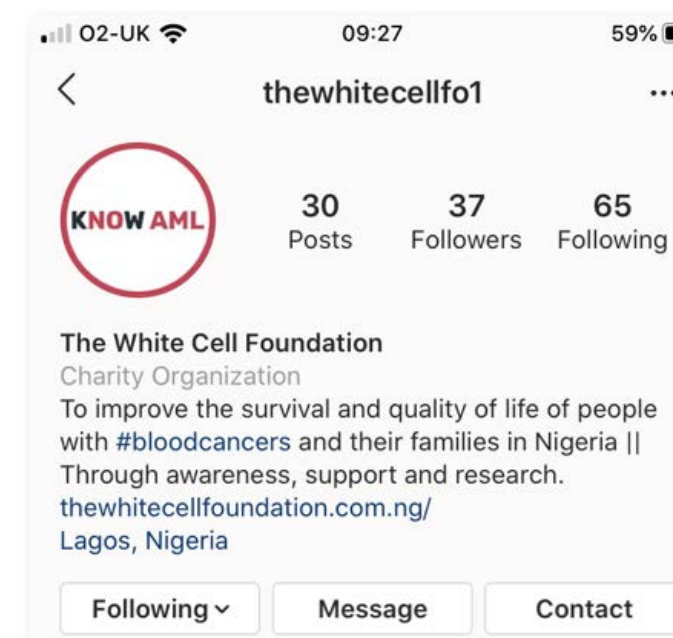 O2-UK 09:27 59%
thewhitecellfo1
KNOW AML
30 37 65
Posts Followers Following
The White Cell Foundation
Charity Organization
To improve the survival and quality of life of people
with #bloodcancers and their families in Nigeria ||
Through awareness, support and research.
thewhitecellfoundation.com.ng/
Lagos, Nigeria
Following Message Contact